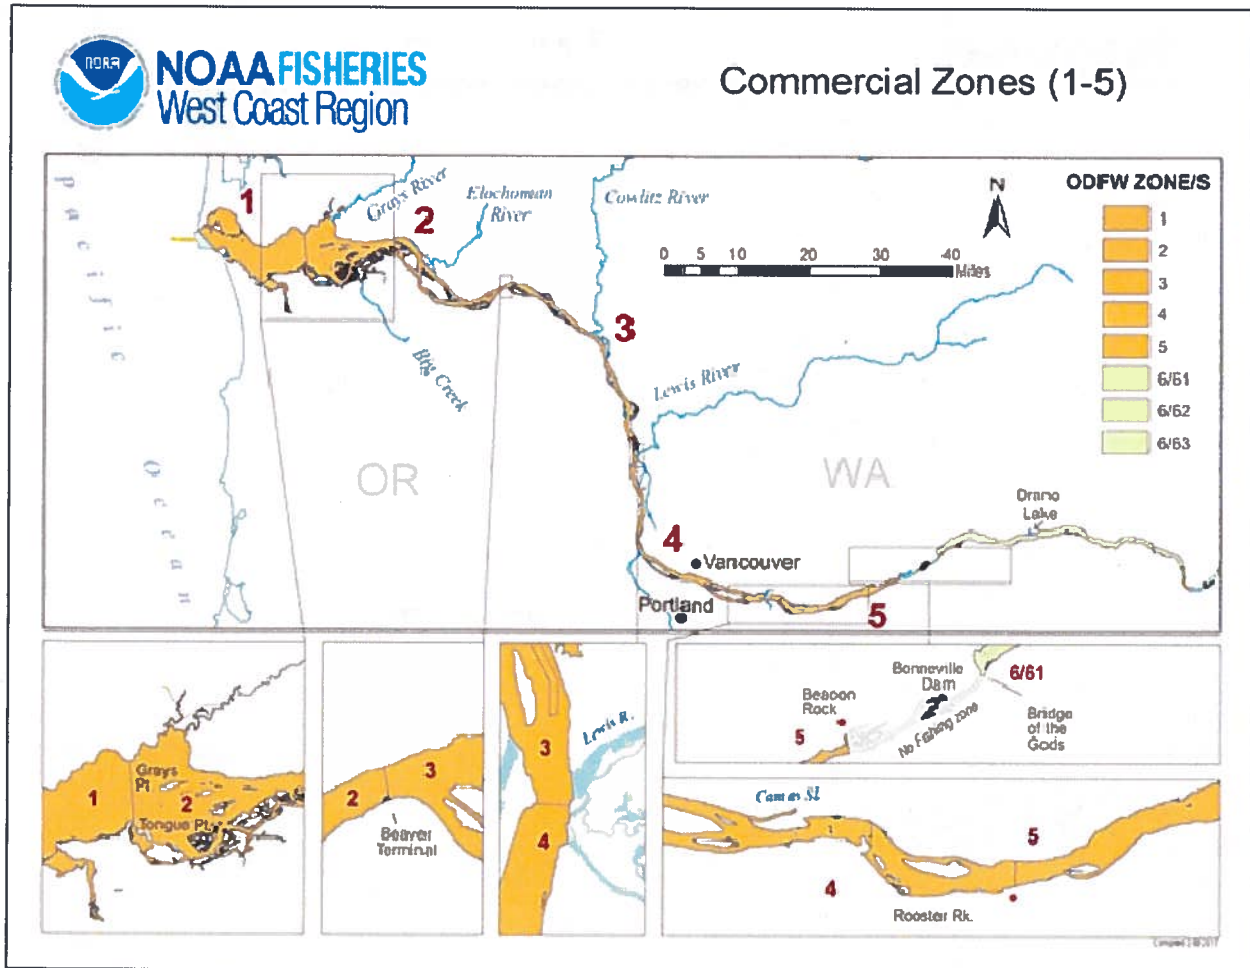 NOAA
NOAA FISHERIES
West Coast Region
Commercial Zones (1-5)
Pacific
Ocean
1
Grays River
2
Elochoman
River
Cowlitz River
N
0 5 10 20 30 40
Miles
ODFW ZONE/S
1
2
3
4
5
6/61
6/62
6/63
3
Big Creek
Lewis River
OR
WA
Drano
Lake
4
Vancouver
Portland
5
1
Grays
Pt
2
Tongue Pt.
2
3
Beaver
Terminal
3
Lewis R.
4
Bonneville
Dam
6/61
Beacon
Rock
5
No Fishing zone
Bridge
of the
Gods
Camas Sl
5
4
Rooster Rk.